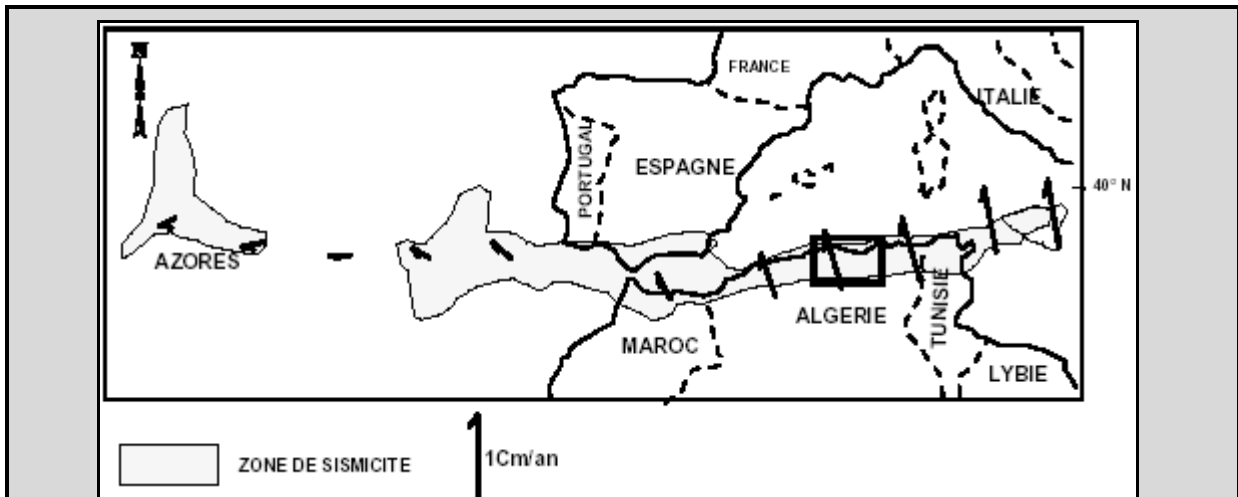 N
FRANCE
ITALIE
PORTUGAL
ESPAGNE
40° N
AZORES
ALGERIE
TUNISIE
MAROC
LYBIE
ZONE DE SISMICITE
1Cm/an